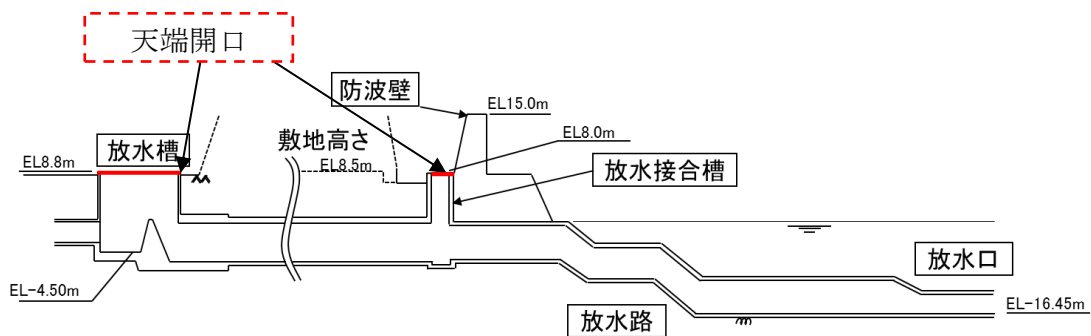 天端開口
防波壁
EL15.0m
EL8.0m
放水槽
敷地高さ
EL8.8m
EL8.5m
放水接合槽
放水口
EL-4.50m
EL-16.45m
放水路